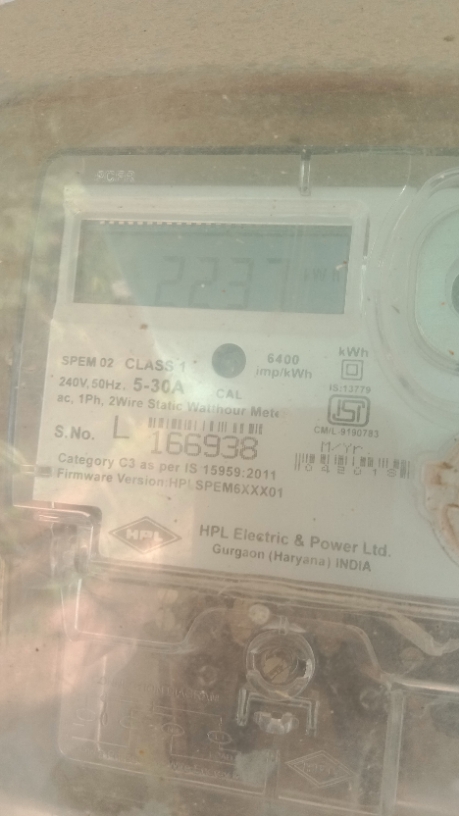 2237
SPEM 02 CLASS 1 6400 kWh
240V, 50Hz. 5-30A CAL imp/kWh
ac, 1Ph, 2Wire Static Watthour Mete
IS:13779
S.No. L 166938
CM/L-9190783
M/Yr.
Category C3 as per IS 15959:2011
Firmware Version:HPLSPEM6XXX01
HPL
HPL Electric & Power Ltd.
Gurgaon (Haryana) INDIA